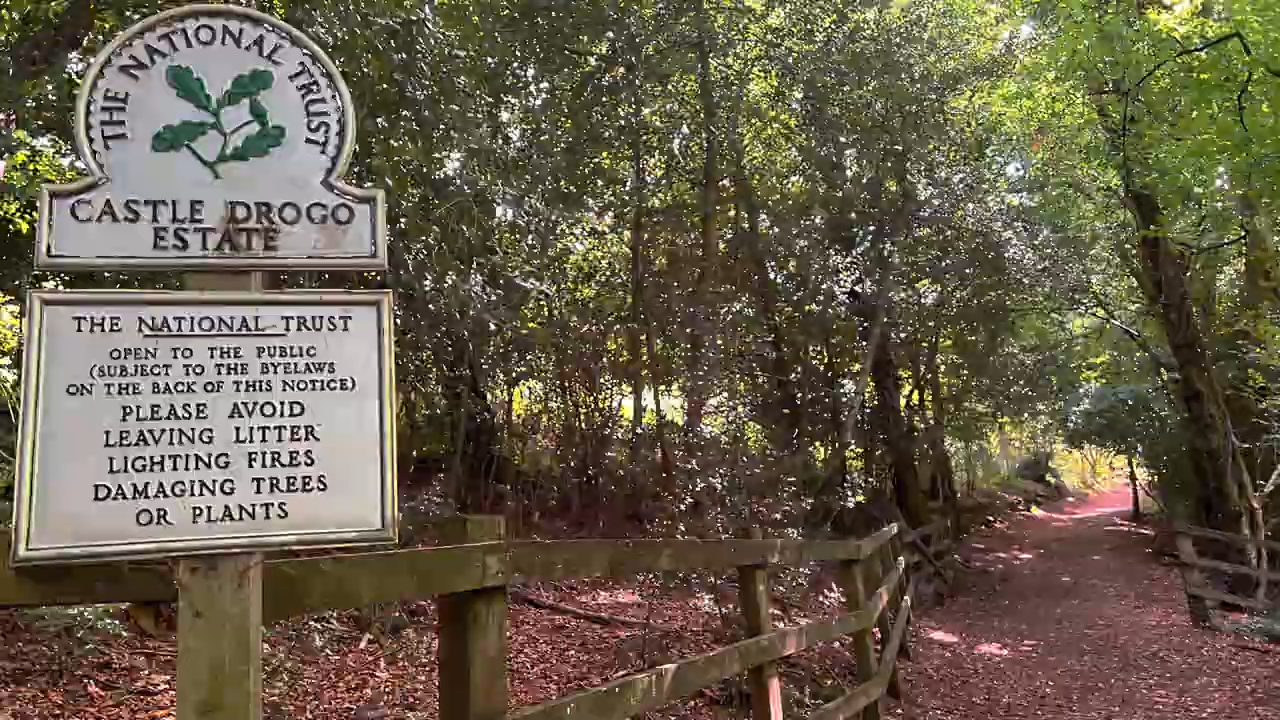 THE NATIONAL TRUST
CASTLE DROGO
ESTATE
THE NATIONAL TRUST
OPEN TO THE PUBLIC
(SUBJECT TO THE BYELAWS
ON THE BACK OF THIS NOTICE)
PLEASE AVOID
LEAVING LITTER
LIGHTING FIRES
DAMAGING TREES
OR PLANTS